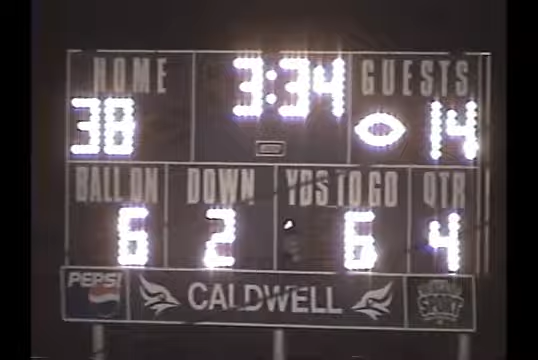 HOME 3:34 GUESTS
38 14
BALL ON DOWN YDS TO GO QTR
6 2 6 4
PEPSI CALDWELL SPORT